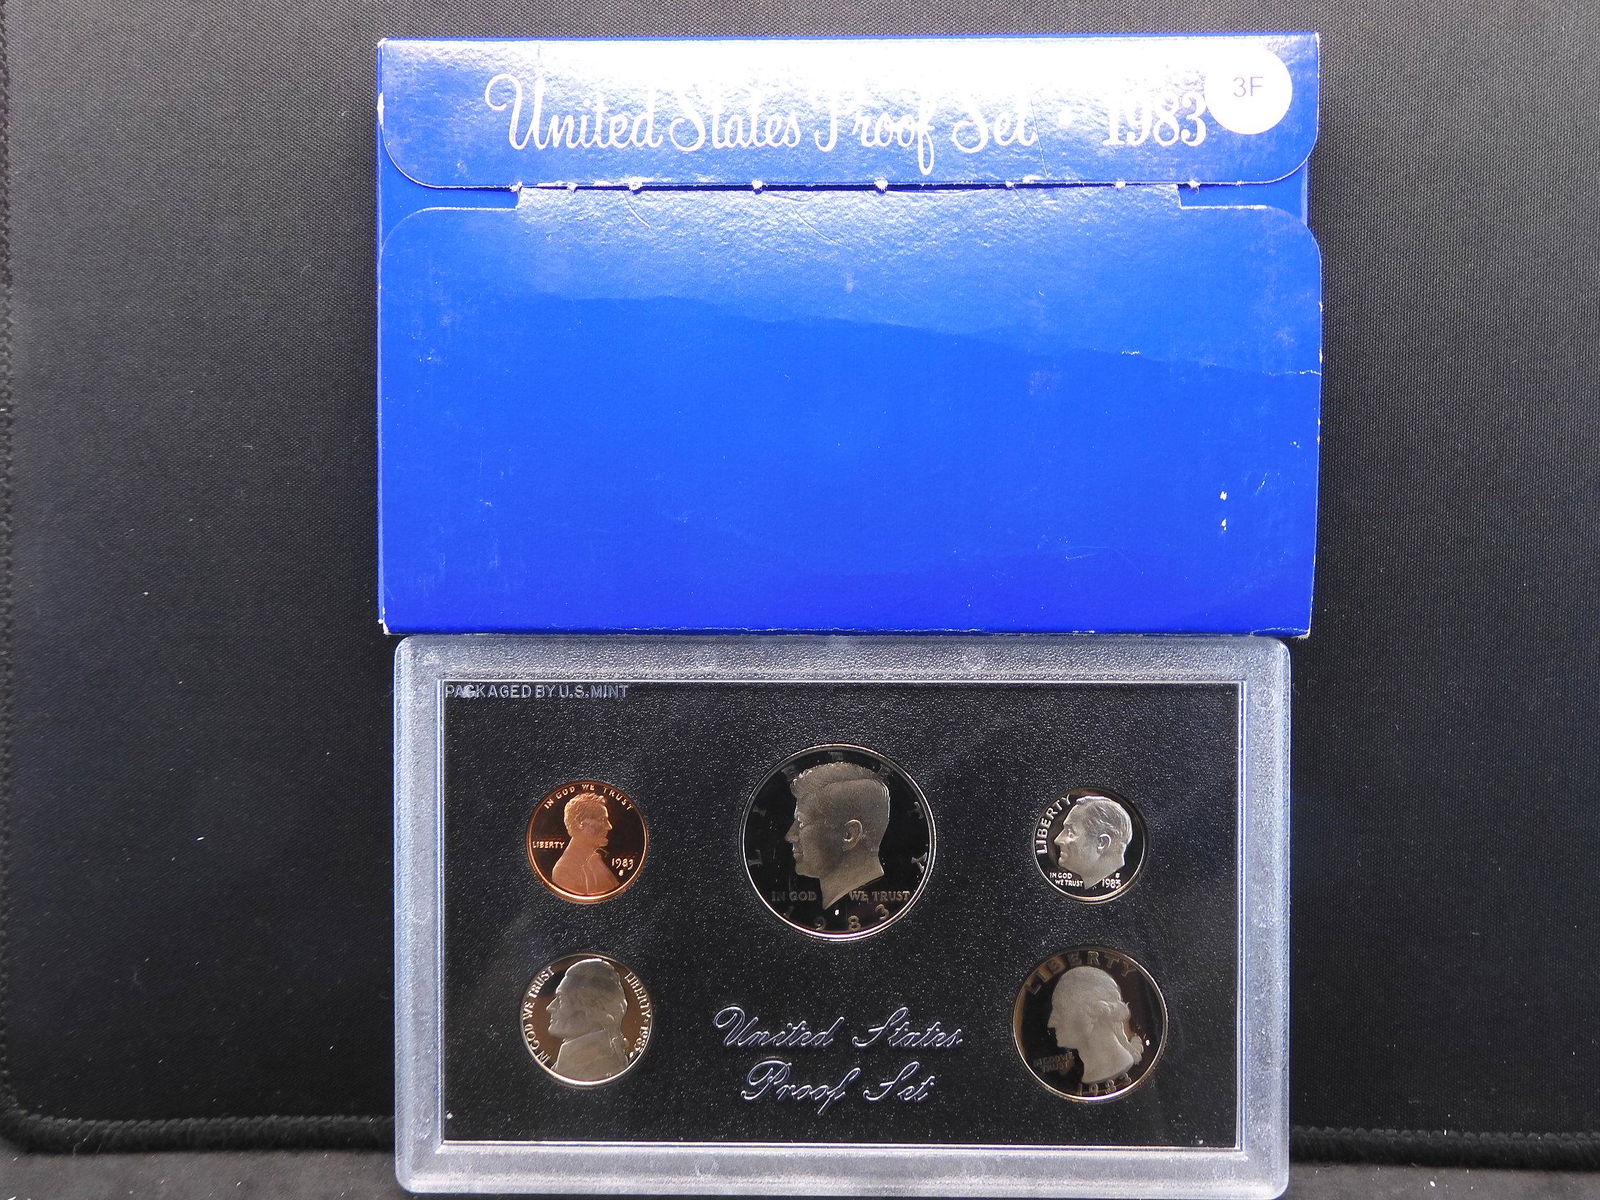 United States Proof Set · 1983
3F
PACKAGED BY U.S. MINT
IN GOD WE TRUST
LIBERTY
1983
S
LIBERTY
IN GOD WE TRUST
1983
LIBERTY
IN GOD
WE TRUST
S
1983
IN GOD WE TRUST
LIBERTY · 1983
LIBERTY
IN GOD WE
TRUST
1983
United States
Proof Set